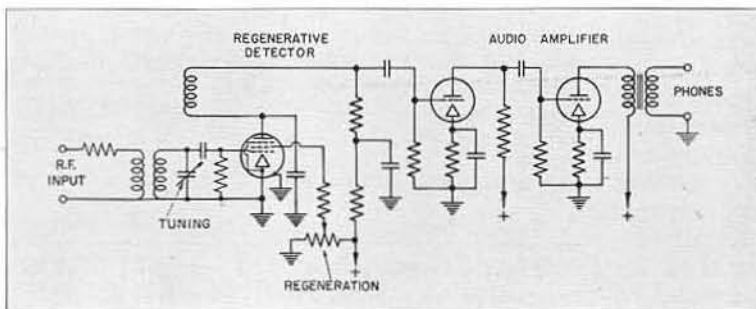 REGENERATIVE
DETECTOR
AUDIO AMPLIFIER
PHONES
R.F.
INPUT
TUNING
REGENERATION
+
+
+